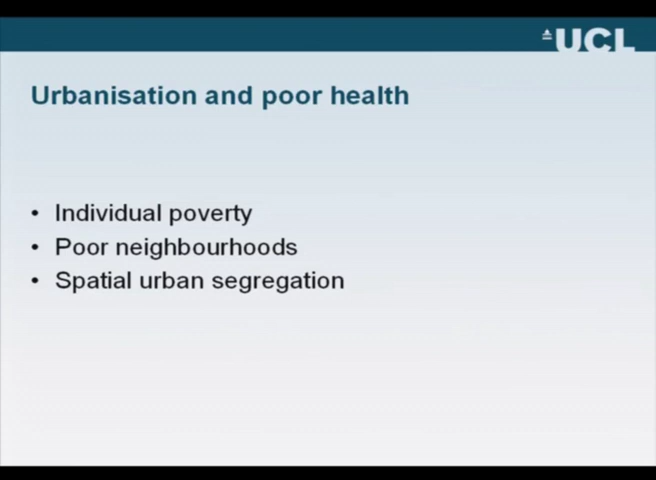 UCL
Urbanisation and poor health
• Individual poverty
• Poor neighbourhoods
• Spatial urban segregation